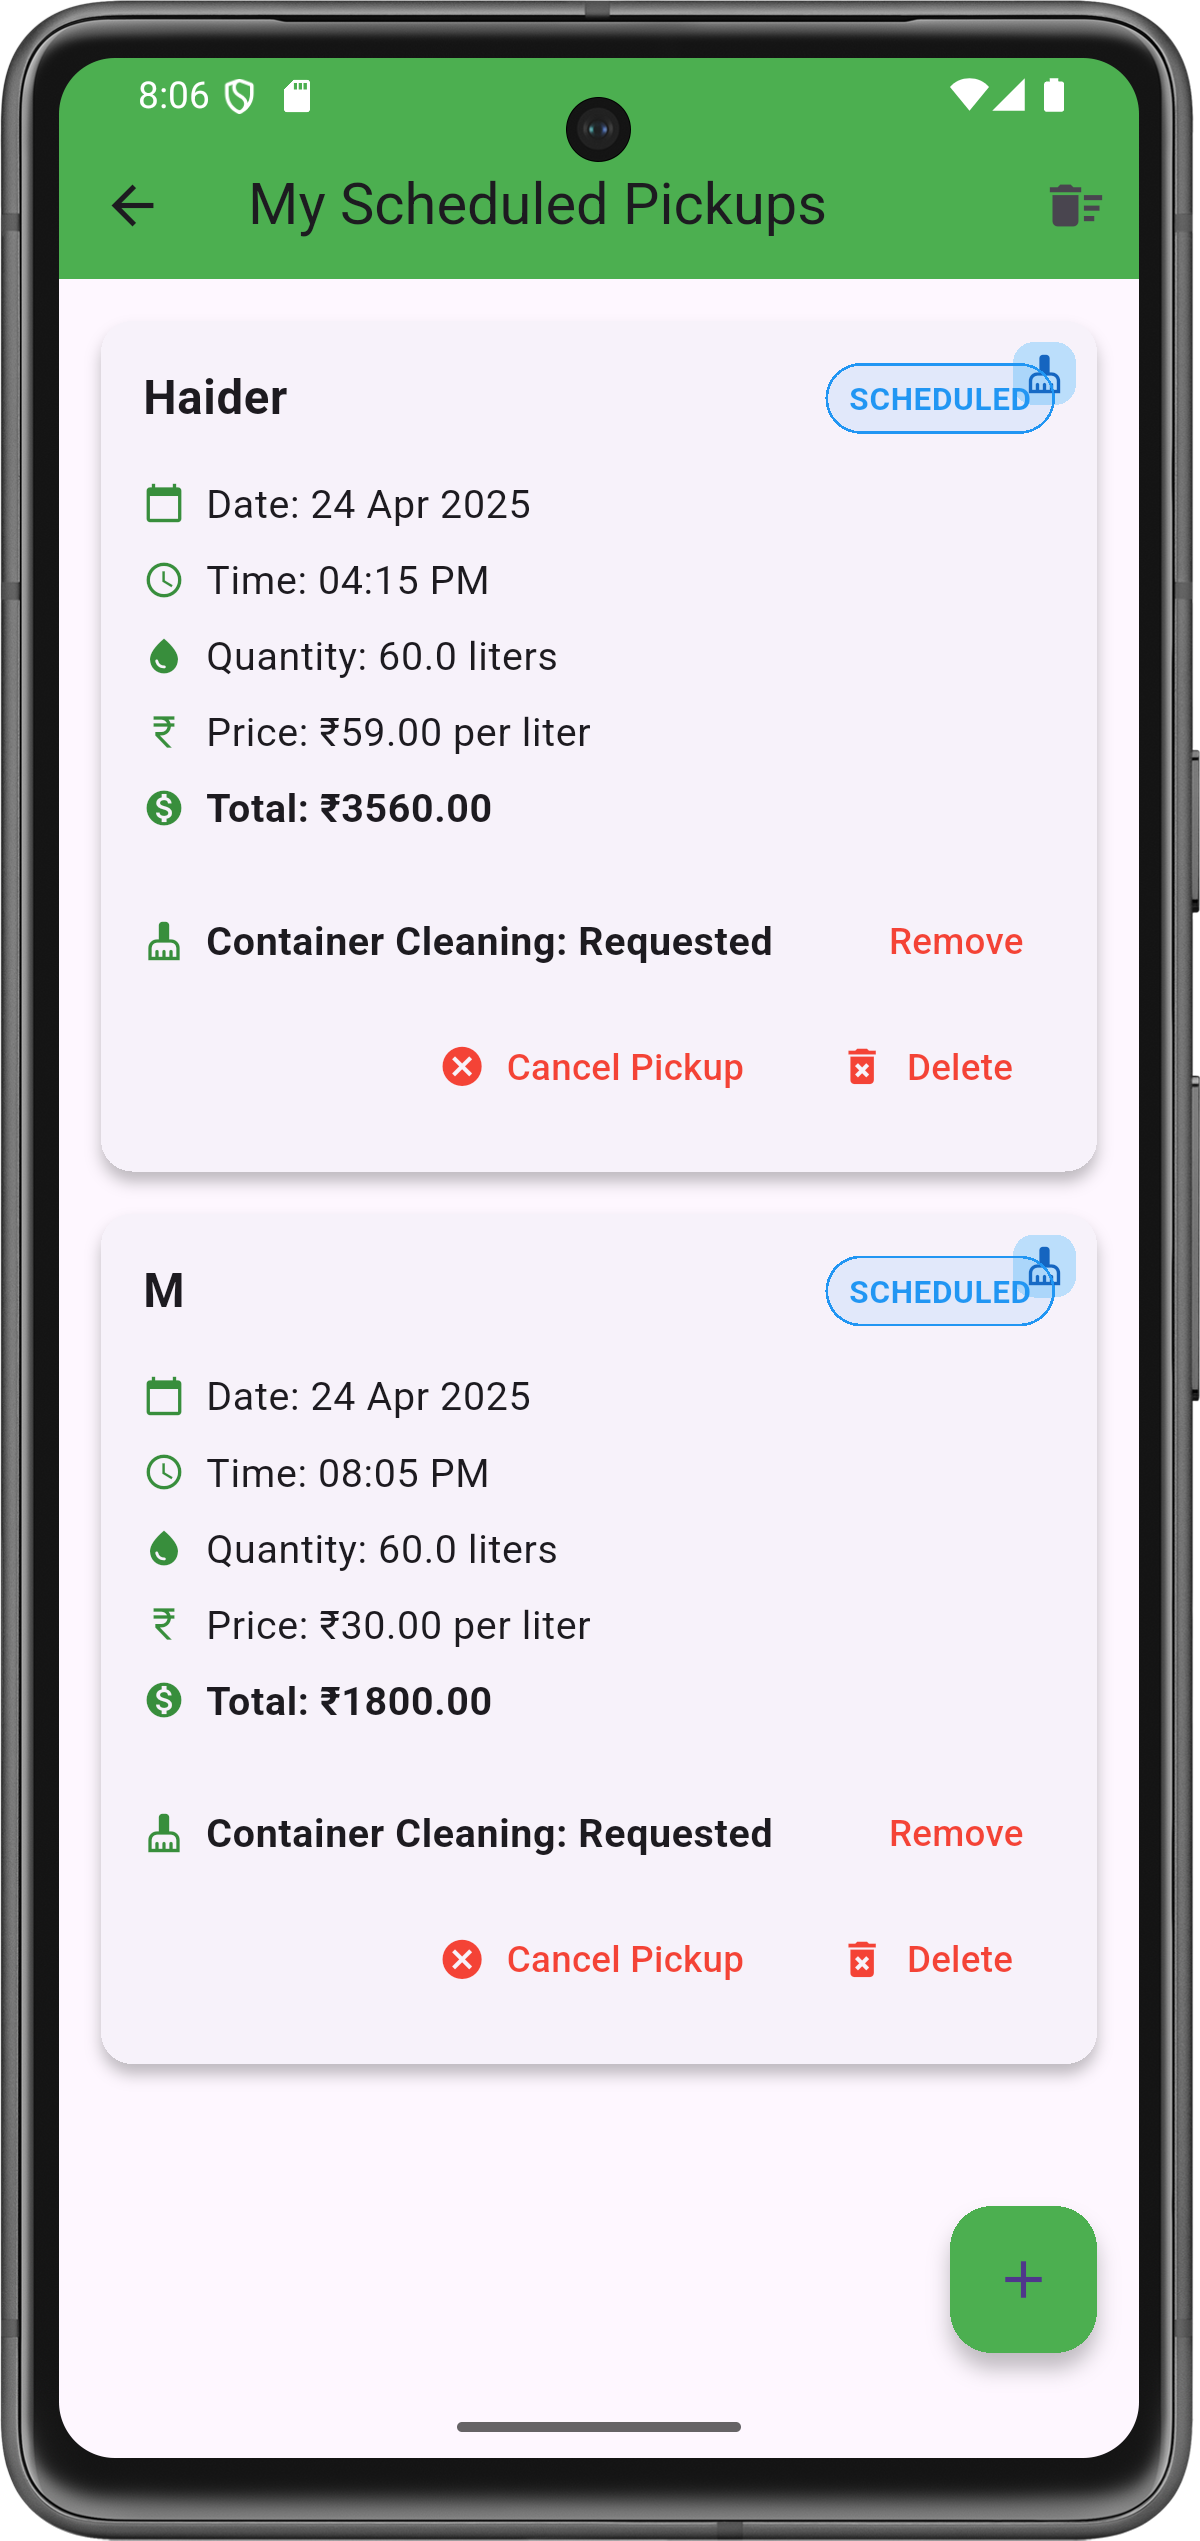 8:06
My Scheduled Pickups
Haider
SCHEDULED
Date: 24 Apr 2025
Time: 04:15 PM
Quantity: 60.0 liters
Price: ₹59.00 per liter
Total: ₹3560.00
Container Cleaning: Requested Remove
Cancel Pickup Delete
M
SCHEDULED
Date: 24 Apr 2025
Time: 08:05 PM
Quantity: 60.0 liters
Price: ₹30.00 per liter
Total: ₹1800.00
Container Cleaning: Requested Remove
Cancel Pickup Delete